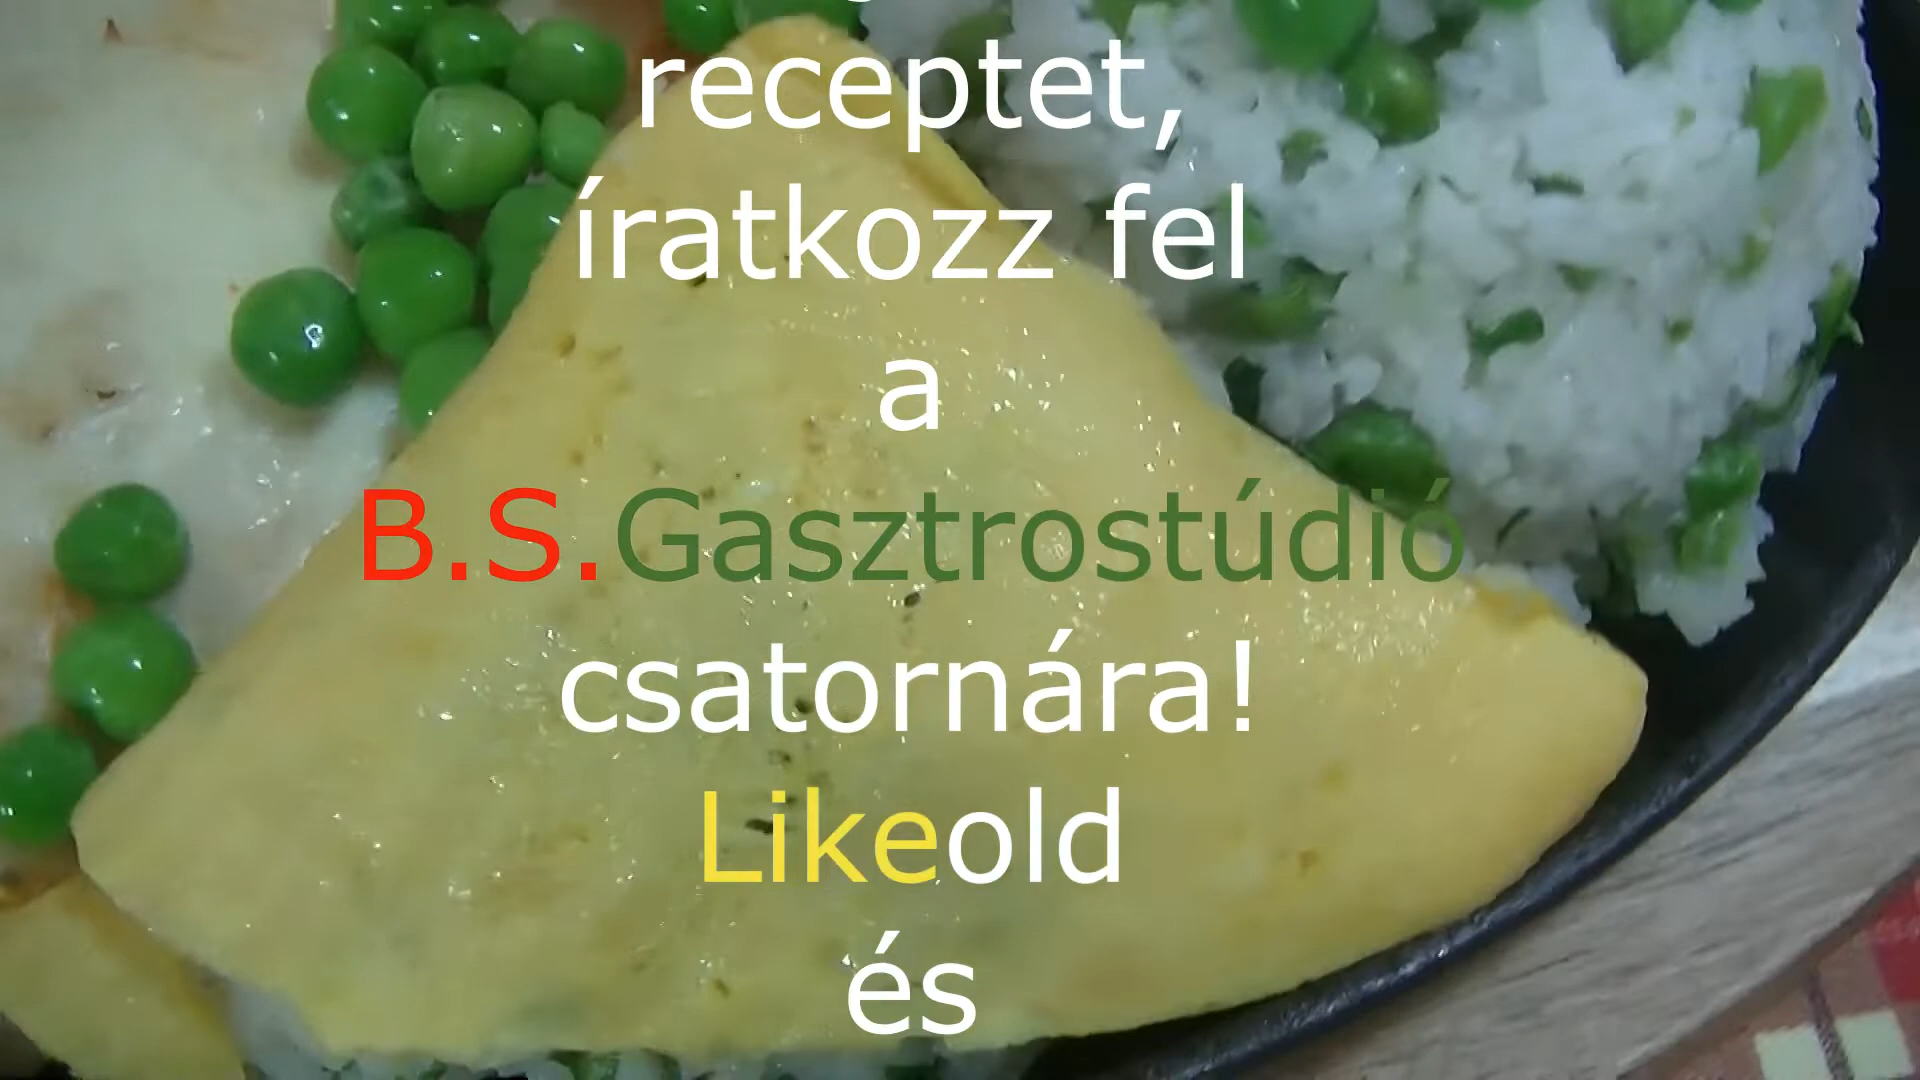 receptet,
íratkozz fel
a
B.S.Gasztrostúdió
csatornára!
Likeold
és